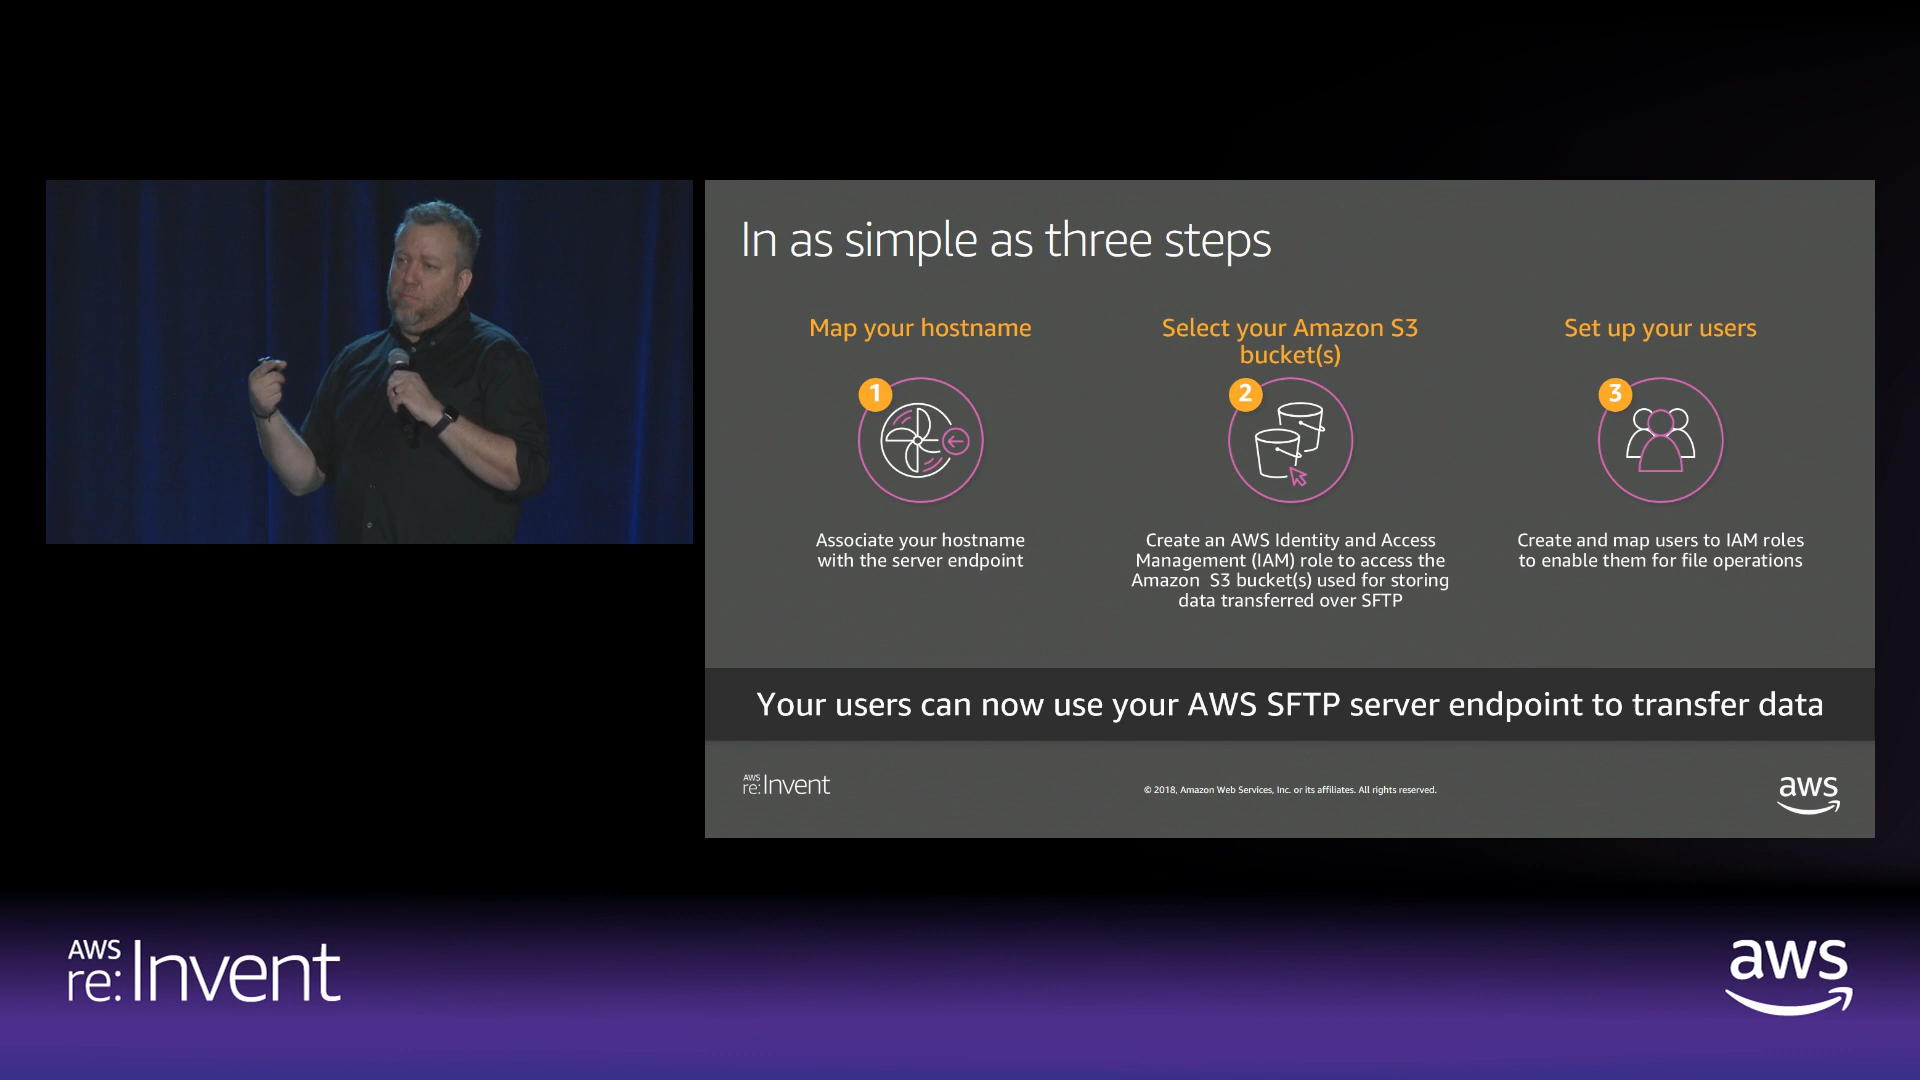 In as simple as three steps
Map your hostname
1
Associate your hostname
with the server endpoint
Select your Amazon S3
bucket(s)
2
Create an AWS Identity and Access
Management (IAM) role to access the
Amazon S3 bucket(s) used for storing
data transferred over SFTP
Set up your users
3
Create and map users to IAM roles
to enable them for file operations
Your users can now use your AWS SFTP server endpoint to transfer data
AWS
re:Invent
© 2018, Amazon Web Services, Inc. or its affiliates. All rights reserved.
aws
AWS
re:Invent
aws